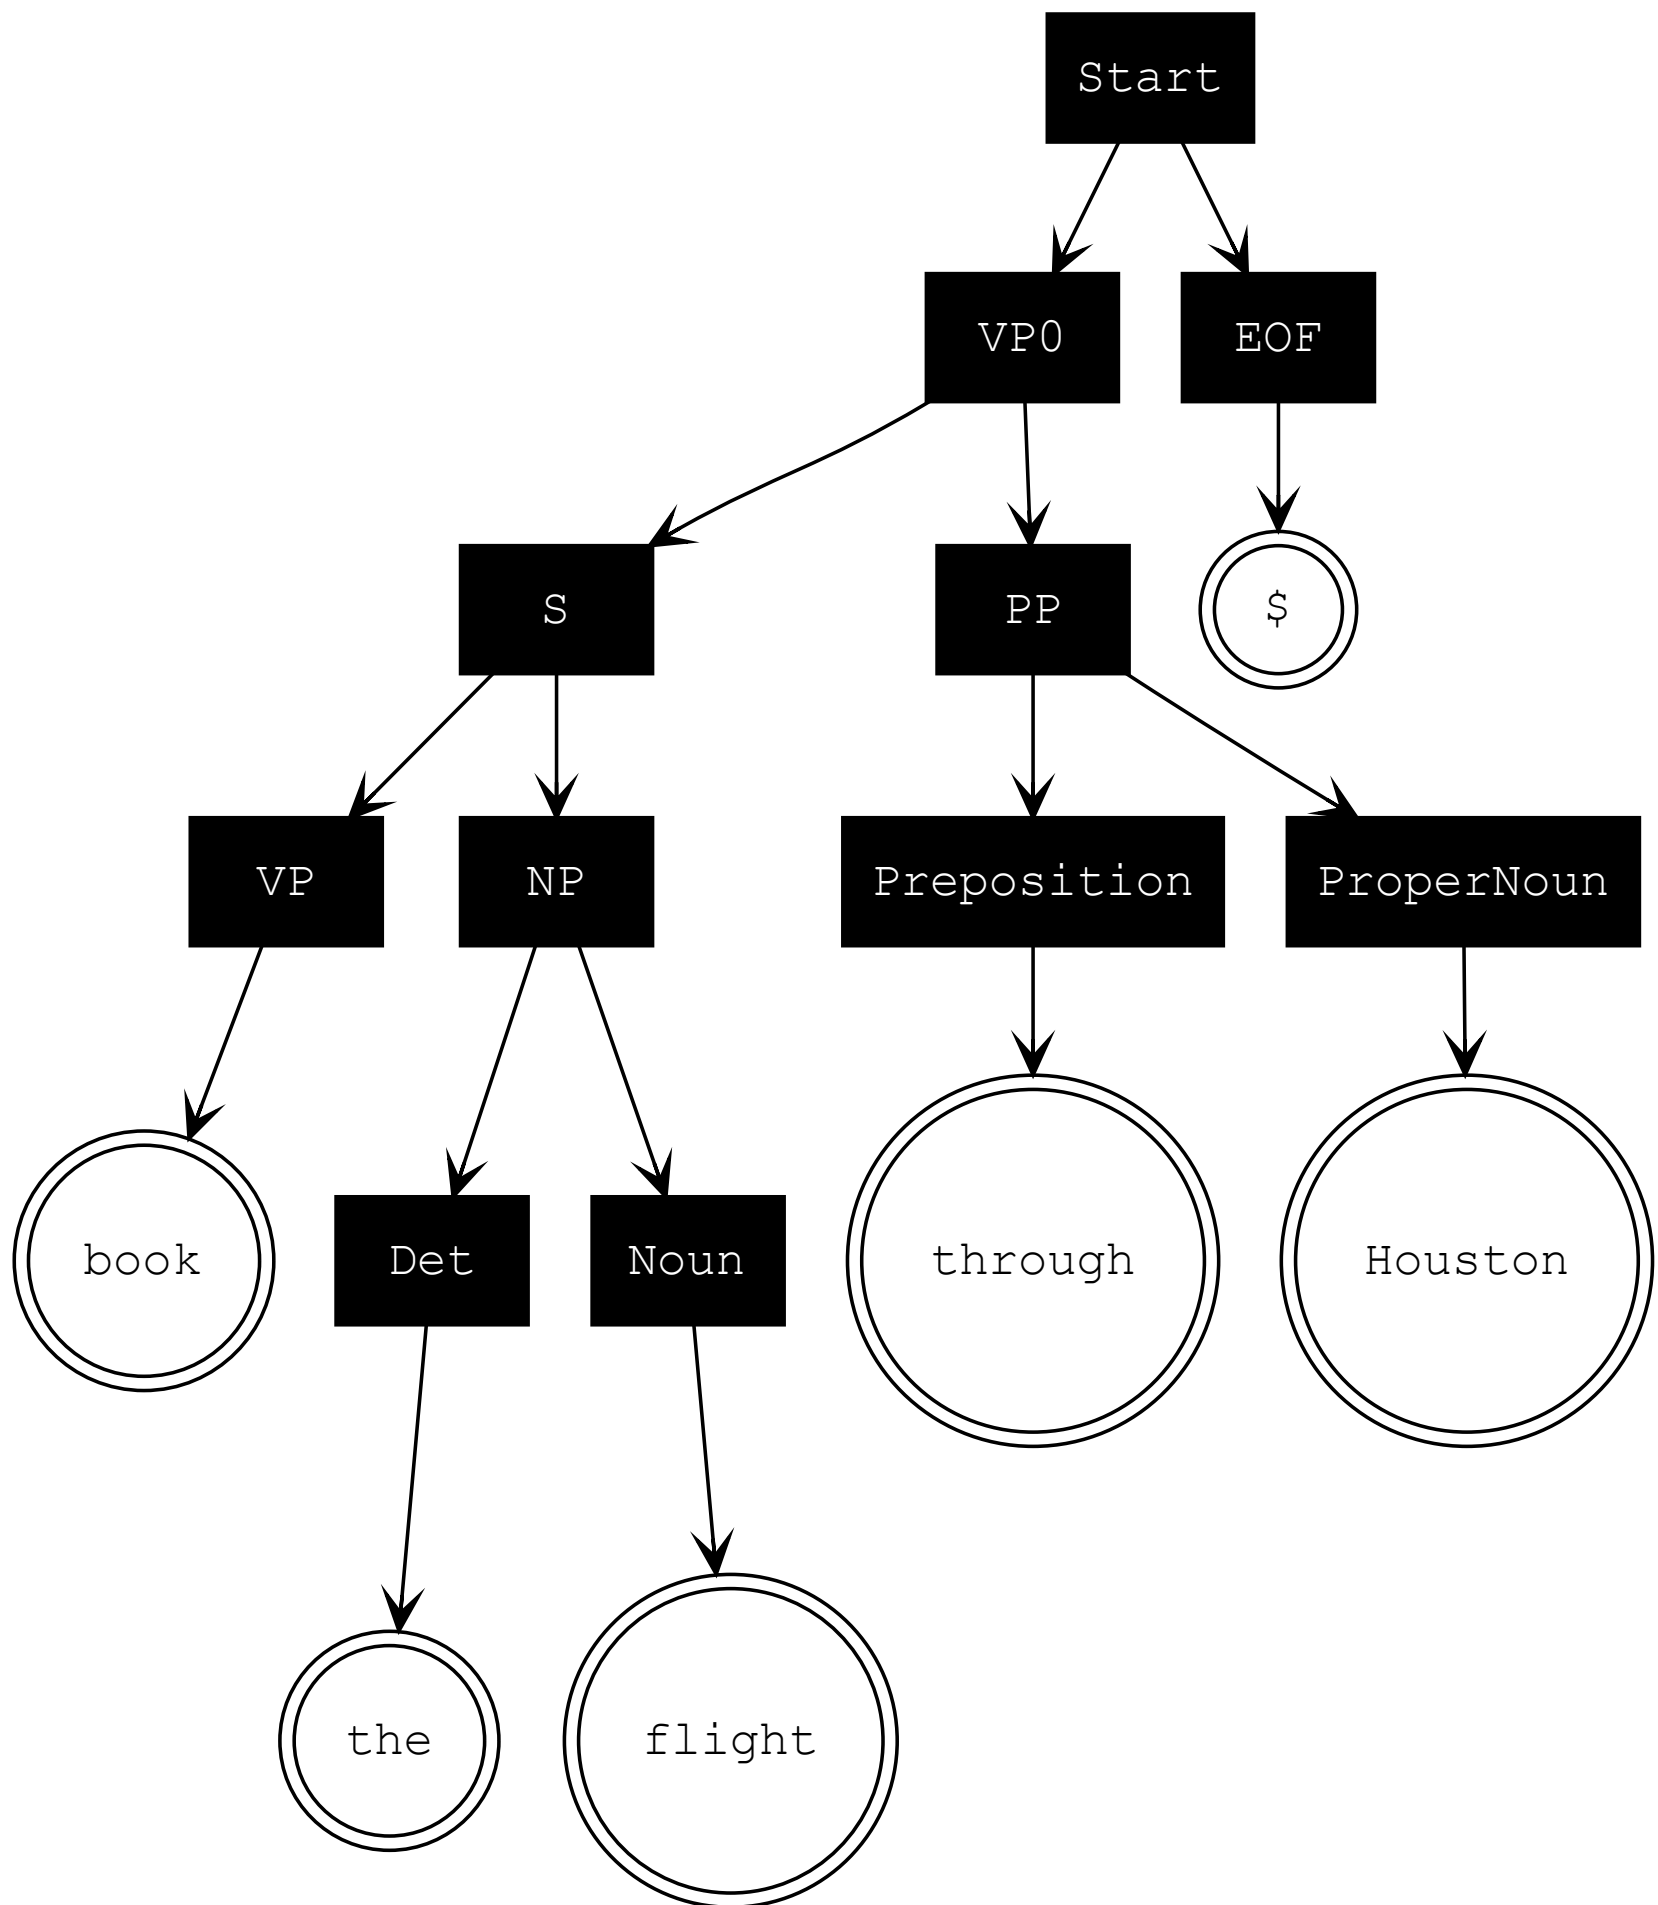 Start
VP0 EOF
S PP $
VP NP Preposition ProperNoun
book Det Noun through Houston
the flight